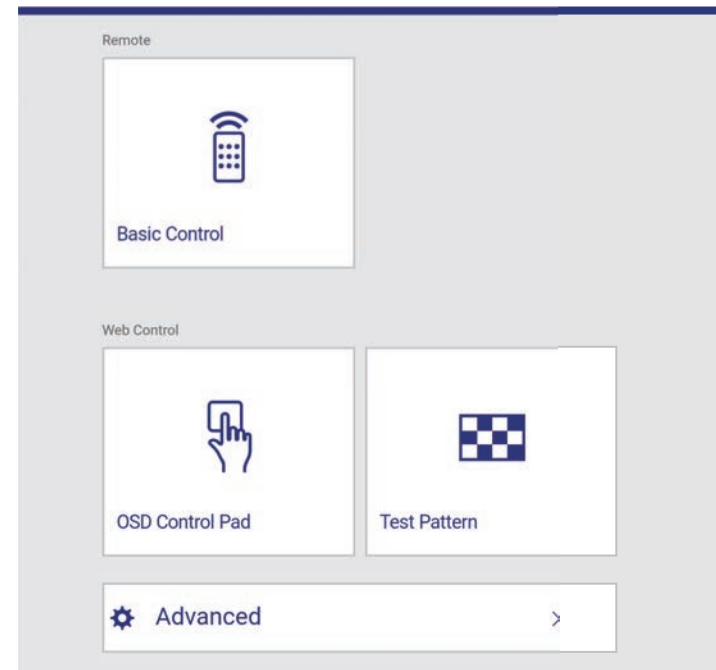 Remote
Basic Control
Web Control
OSD Control Pad
Test Pattern
Advanced